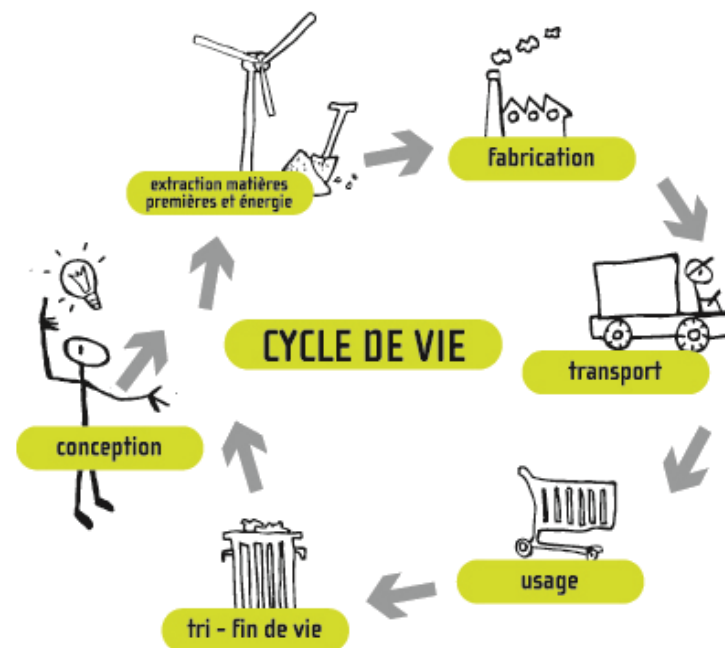 CYCLE DE VIE
conception
extraction matières
premières et énergie
fabrication
transport
usage
tri - fin de vie